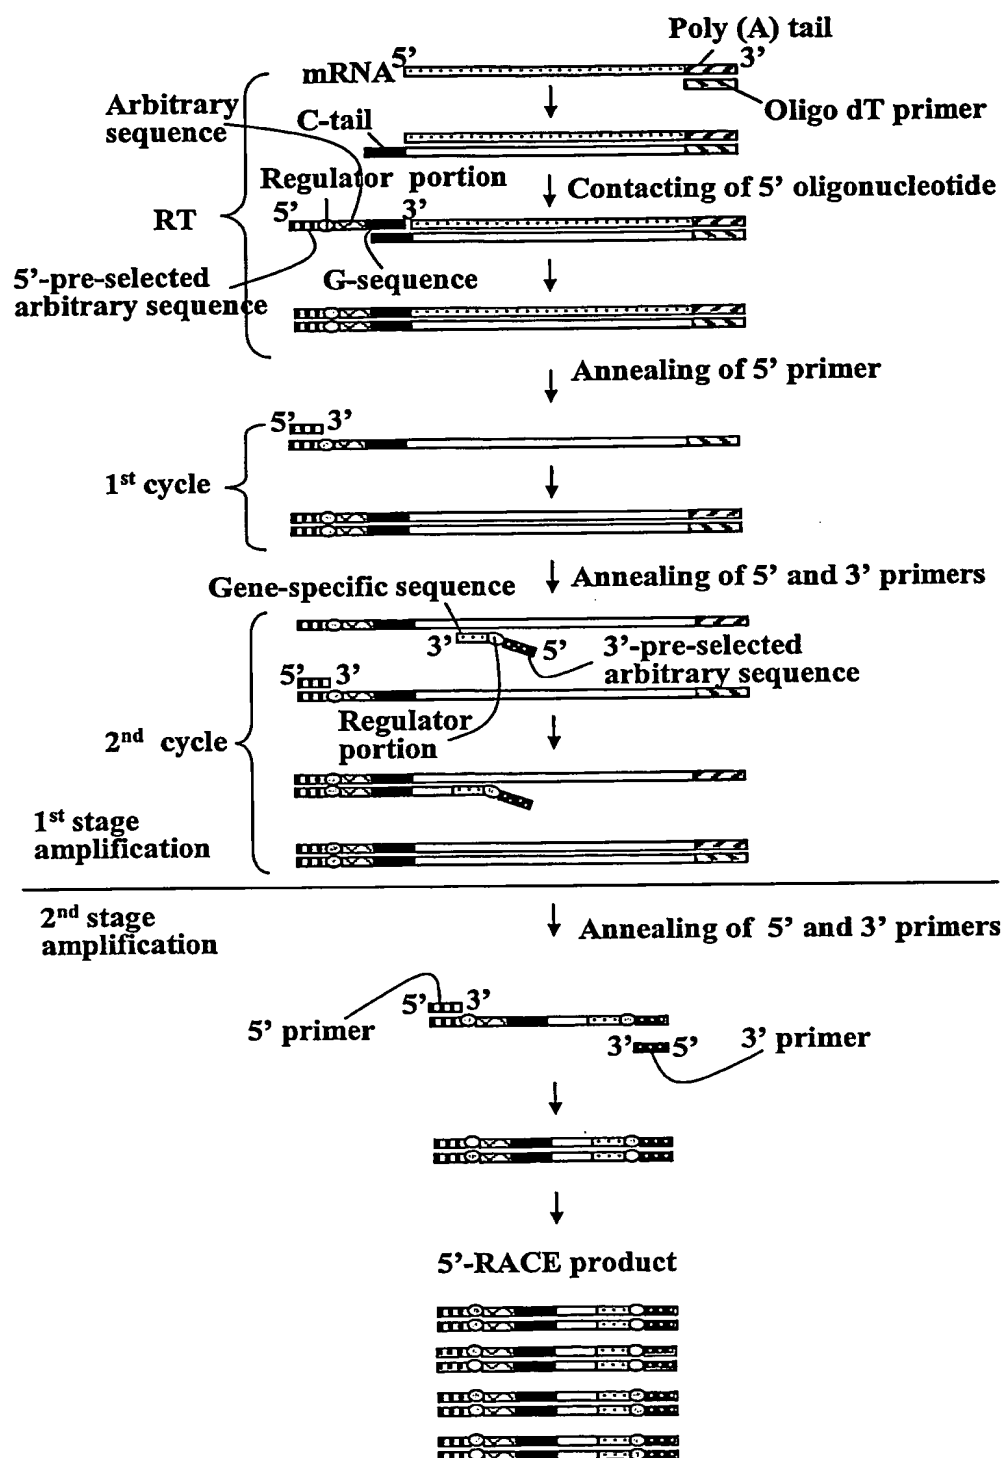 Poly (A) tail
5’
3’
mRNA
Oligo dT primer
Arbitrary
sequence
C-tail
Regulator portion
Contacting of 5’ oligonucleotide
5’
3’
RT
5’-pre-selected
arbitrary sequence
G-sequence
Annealing of 5’ primer
5’ 3’
1st cycle
Annealing of 5’ and 3’ primers
Gene-specific sequence
3’ 5’
3’-pre-selected
arbitrary sequence
5’ 3’
Regulator
portion
2nd cycle
1st stage
amplification
2nd stage
amplification
Annealing of 5’ and 3’ primers
5’ 3’
5’ primer
3’ 5’
3’ primer
5’-RACE product